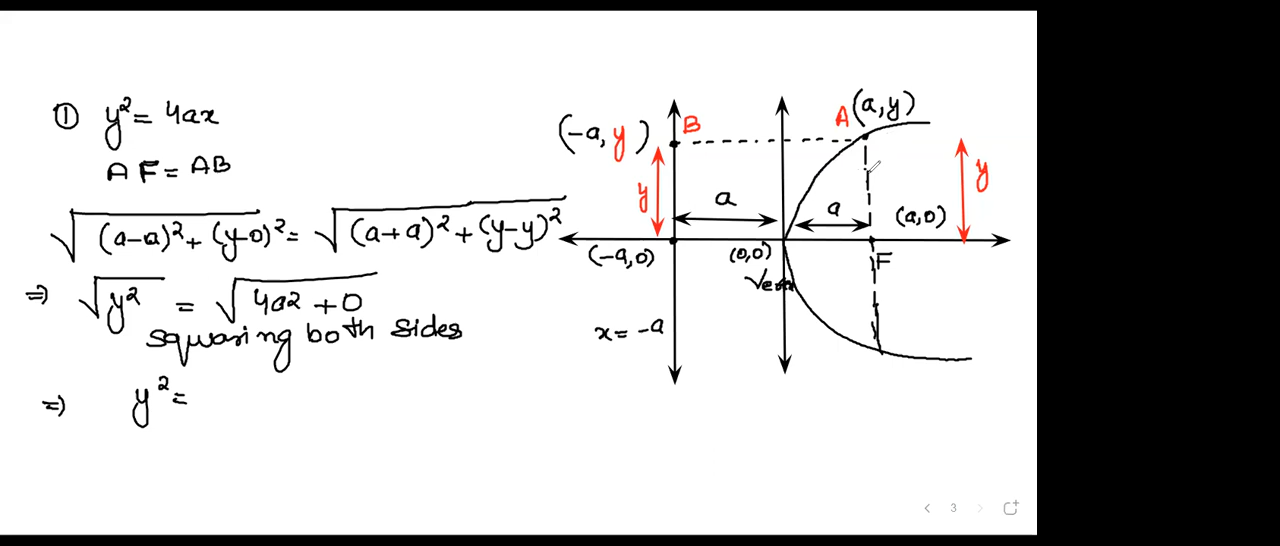 ① y² = 4ax
AF = AB
√(a-a)² + (y-0)² = √(a+a)² + (y-y)²
⇒ √y² = √4a² + 0
squaring both sides
⇒ y² =
(-a, y) B
A (a, y)
y
a
a
y
(-a,0)
(0,0)
(a,0)
F
x = -a
3